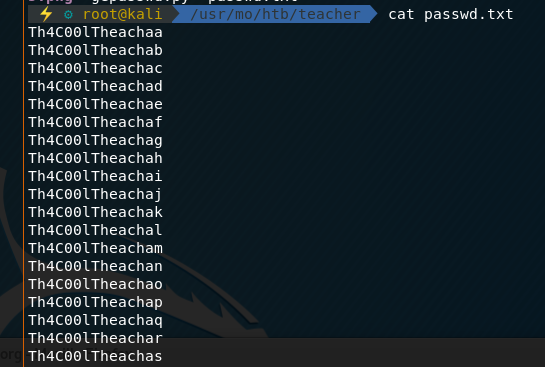 ⚡ ⚙ root@kali /usr/mo/htb/teacher cat passwd.txt
Th4C00lTheachaa
Th4C00lTheachab
Th4C00lTheachac
Th4C00lTheachad
Th4C00lTheachae
Th4C00lTheachaf
Th4C00lTheachag
Th4C00lTheachah
Th4C00lTheachai
Th4C00lTheachaj
Th4C00lTheachak
Th4C00lTheachal
Th4C00lTheacham
Th4C00lTheachan
Th4C00lTheachao
Th4C00lTheachap
Th4C00lTheachaq
Th4C00lTheachar
Th4C00lTheachas